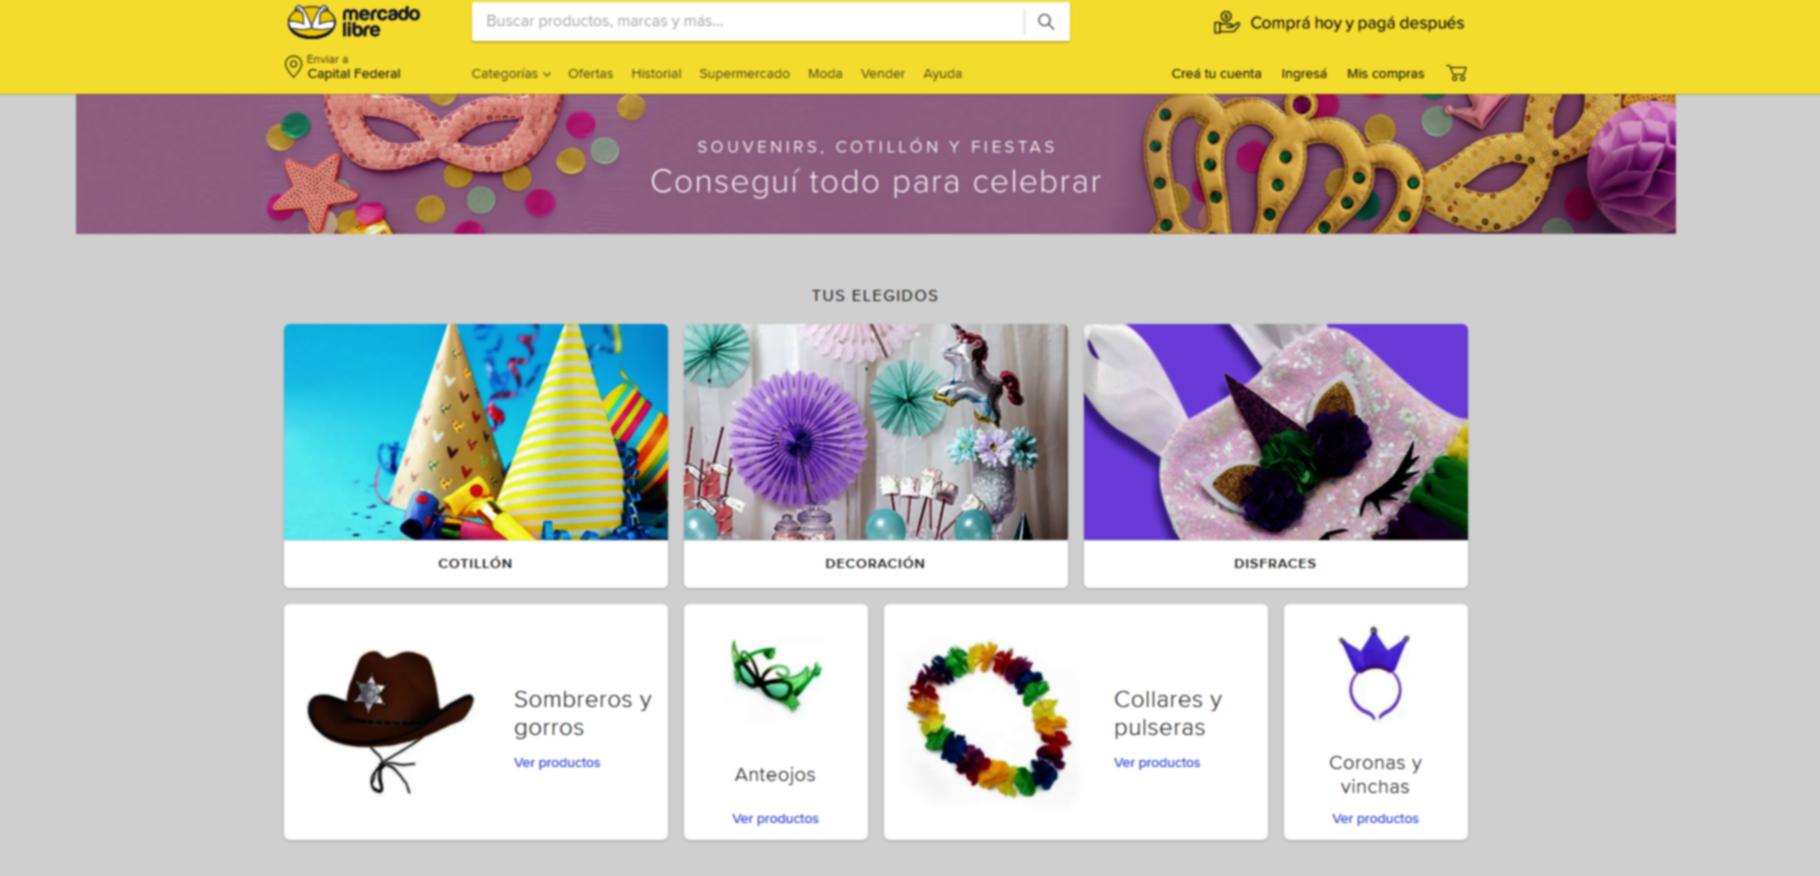 mercado
libre
Buscar productos, marcas y más...
Comprá hoy y pagá después
Enviar a
Capital Federal
Categorías Ofertas Historial Supermercado Moda Vender Ayuda
Creá tu cuenta Ingresá Mis compras
SOUVENIRS, COTILLÓN Y FIESTAS
Conseguí todo para celebrar
TUS ELEGIDOS
COTILLÓN
DECORACIÓN
DISFRACES
Sombreros y
gorros
Ver productos
Anteojos
Ver productos
Collares y
pulseras
Ver productos
Coronas y
vinchas
Ver productos